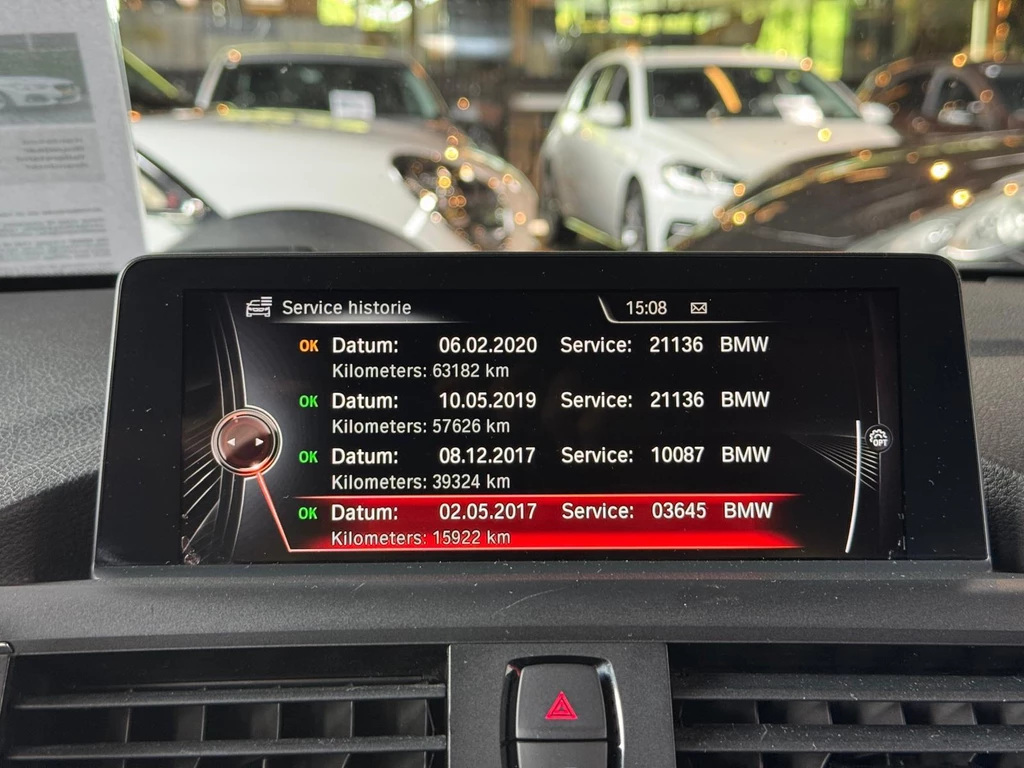 Service historie 15:08
OK Datum: 06.02.2020 Service: 21136 BMW
Kilometers: 63182 km
OK Datum: 10.05.2019 Service: 21136 BMW
Kilometers: 57626 km
OK Datum: 08.12.2017 Service: 10087 BMW
Kilometers: 39324 km
OPT
OK Datum: 02.05.2017 Service: 03645 BMW
Kilometers: 15922 km